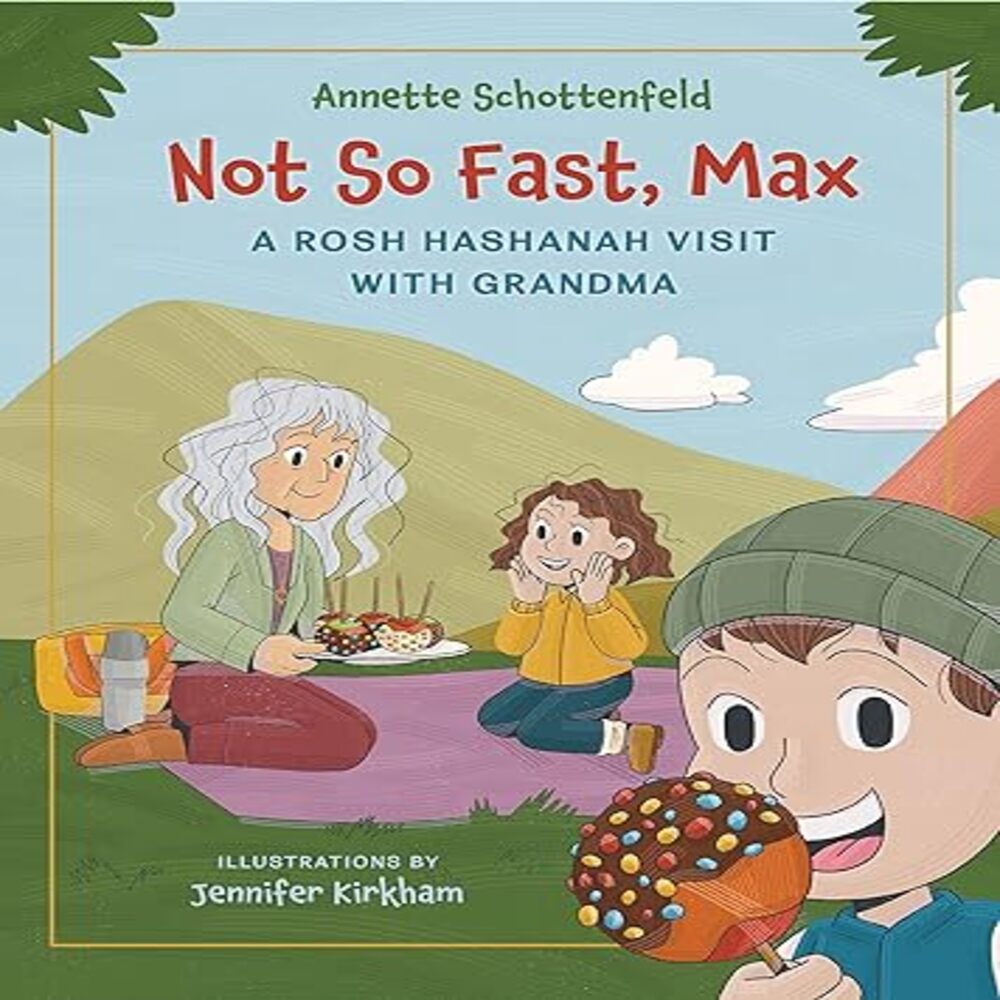 Annette Schottenfeld
Not So Fast, Max
A ROSH HASHANAH VISIT
WITH GRANDMA
ILLUSTRATIONS BY
Jennifer Kirkham